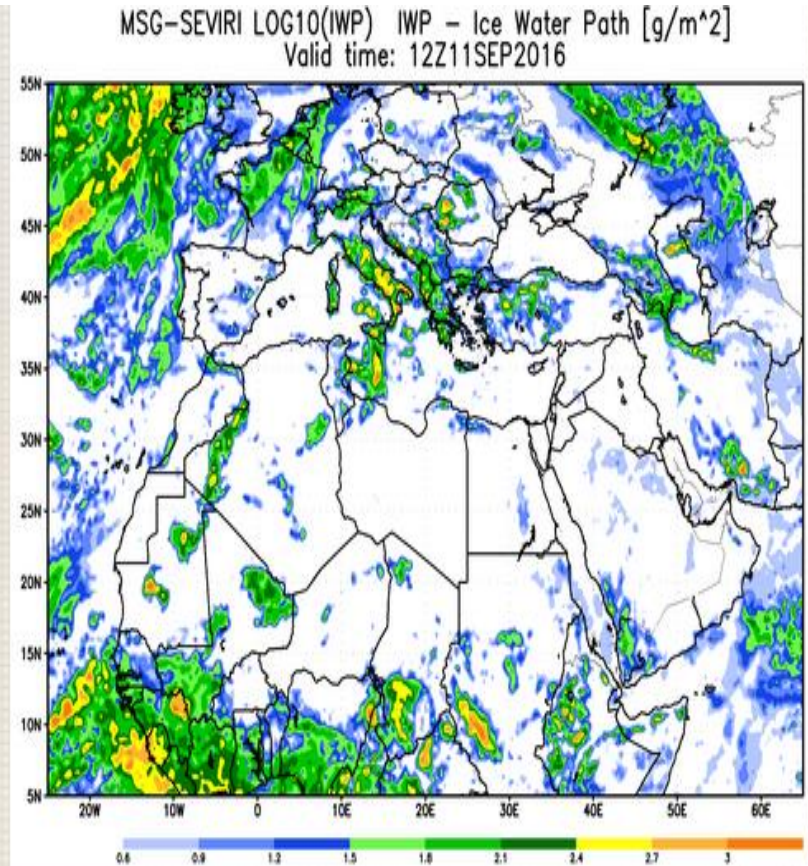 MSG-SEVIRI LOG10(IWP) IWP - Ice Water Path [g/m^2]
Valid time: 12Z11SEP2016
55N
50N
45N
40N
35N
30N
25N
20N
15N
10N
5N
20W 10W 0 10E 20E 30E 40E 50E 60E
0.6 0.9 1.2 1.5 1.8 2.1 2.4 2.7 3